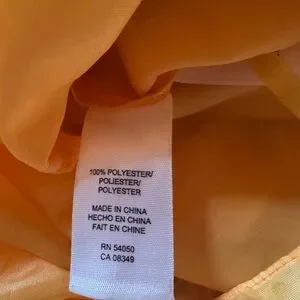 100% POLYESTER/
POLIESTER/
POLYESTER
MADE IN CHINA
HECHO EN CHINA
FAIT EN CHINE
RN 54050
CA 08349